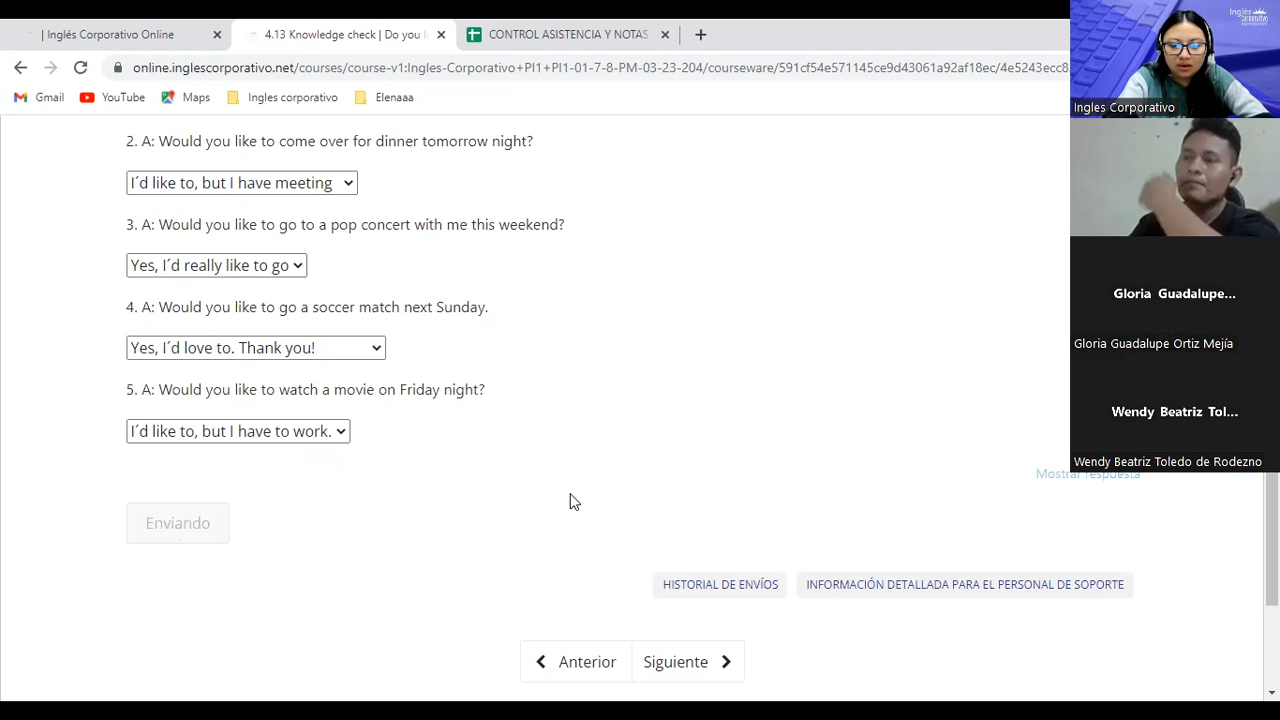 | Inglés Corporativo Online
4.13 Knowledge check | Do you l
CONTROL ASISTENCIA Y NOTAS
online.inglescorporativo.net/courses/course-v1:Ingles-Corporativo+PI1+PI1-01-7-8-PM-03-23-204/courseware/591cf54e571145ce9d43061a92af18ec/4e5243ecc8
Gmail
YouTube
Maps
Ingles corporativo
Elenaaa
2. A: Would you like to come over for dinner tomorrow night?
I´d like to, but I have meeting
3. A: Would you like to go to a pop concert with me this weekend?
Yes, I´d really like to go
4. A: Would you like to go a soccer match next Sunday.
Yes, I´d love to. Thank you!
5. A: Would you like to watch a movie on Friday night?
I´d like to, but I have to work.
Mostrar respuesta
Enviando
HISTORIAL DE ENVÍOS
INFORMACIÓN DETALLADA PARA EL PERSONAL DE SOPORTE
Anterior
Siguiente
Ingles
corporativo
Ingles Corporativo
Gloria Guadalupe...
Gloria Guadalupe Ortiz Mejía
Wendy Beatriz Tol...
Wendy Beatriz Toledo de Rodezno